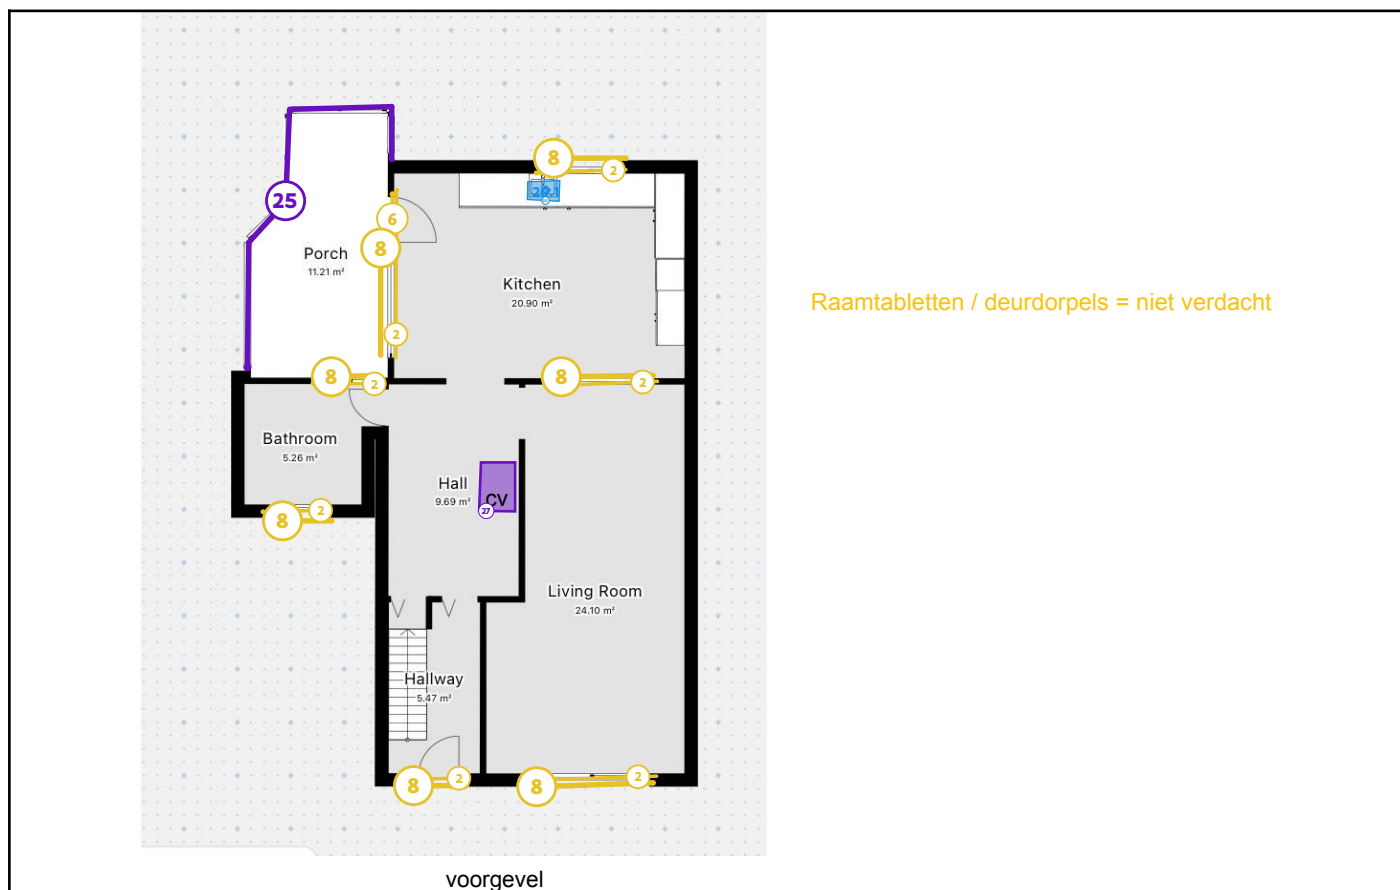 8
2
20.1
25
6
8
Porch
11.21 m²
Kitchen
20.90 m²
Raamtabletten / deurdorpels = niet verdacht
2
8
2
8
2
Bathroom
5.26 m²
Hall
9.69 m²
CV
27
8
2
Living Room
24.10 m²
Hallway
5.47 m²
8
2
8
2
voorgevel